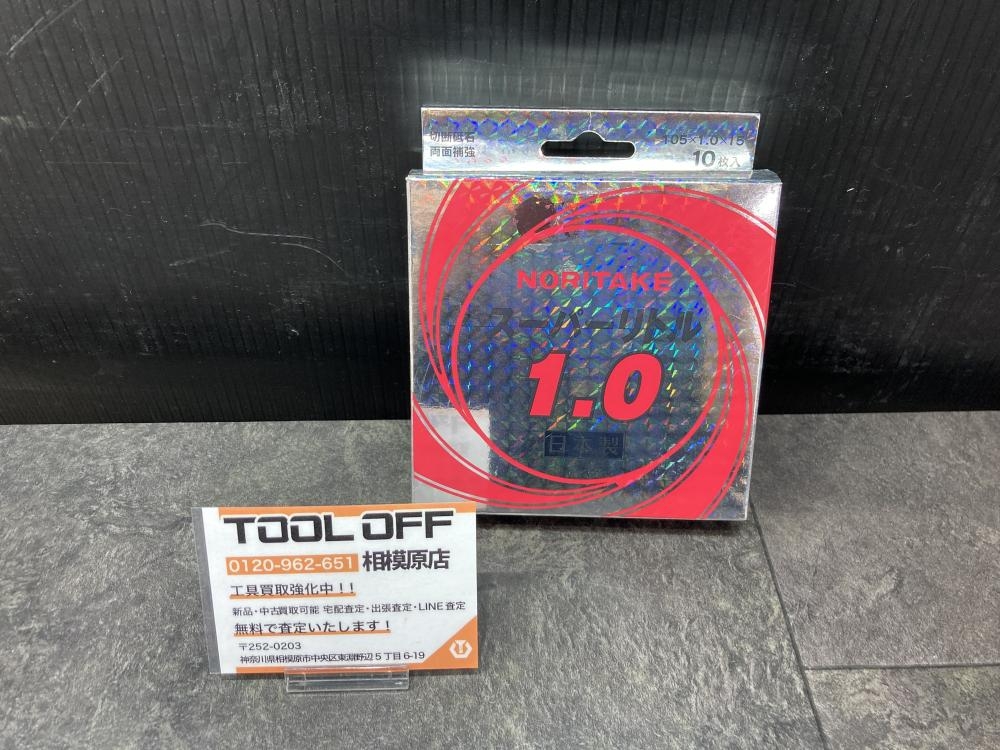 切断砥石
両面補強
105×1.0×15
10枚入
NORITAKE
スーパーリトル
1.0
日本製
TOOL OFF
0120-962-651 相模原店
工具買取強化中!!
新品・中古買取可能 宅配査定・出張査定・LINE査定
無料で査定いたします!
〒252-0203
神奈川県相模原市中央区東淵野辺5丁目6-19